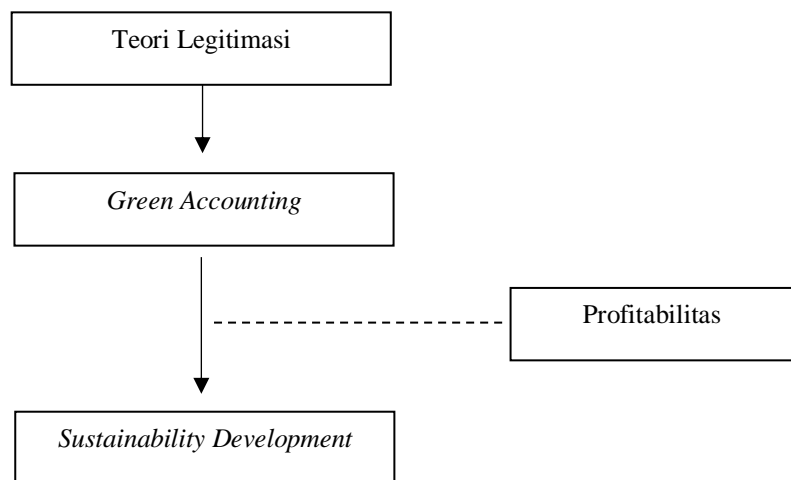 Teori Legitimasi
Green Accounting
Profitabilitas
Sustainability Development